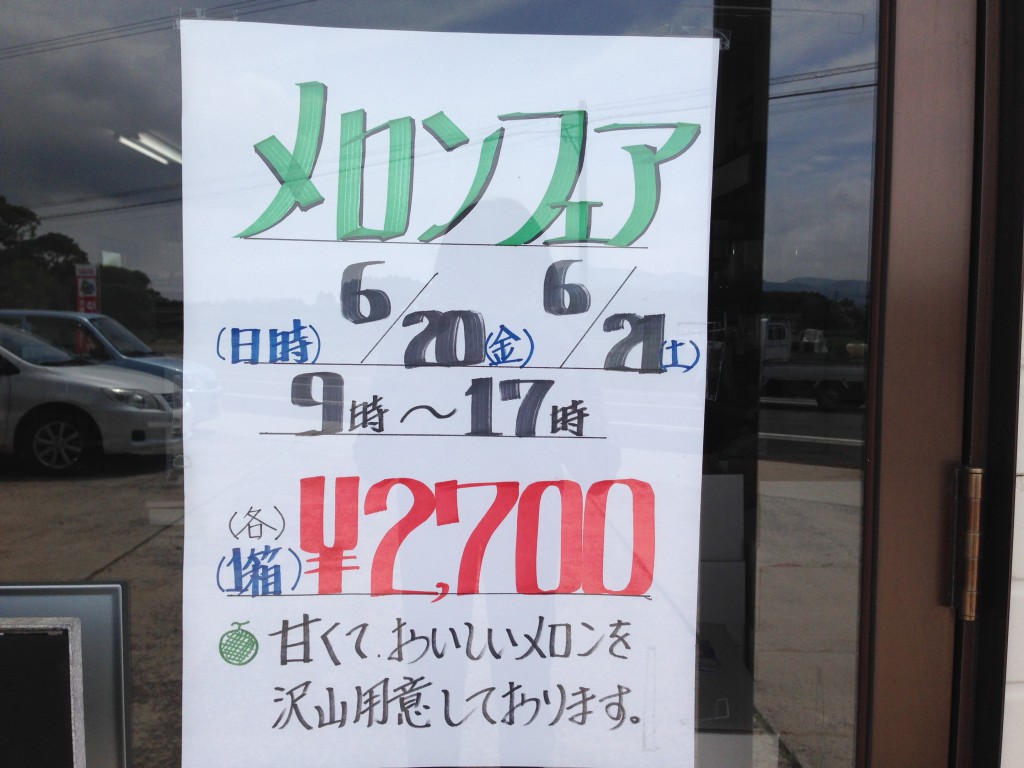 メロンフェア
(日時) 6/20(金) 6/21(土)
9時～17時
(各)
(1箱) ¥2,700
甘くて、おいしいメロンを
沢山用意しております。